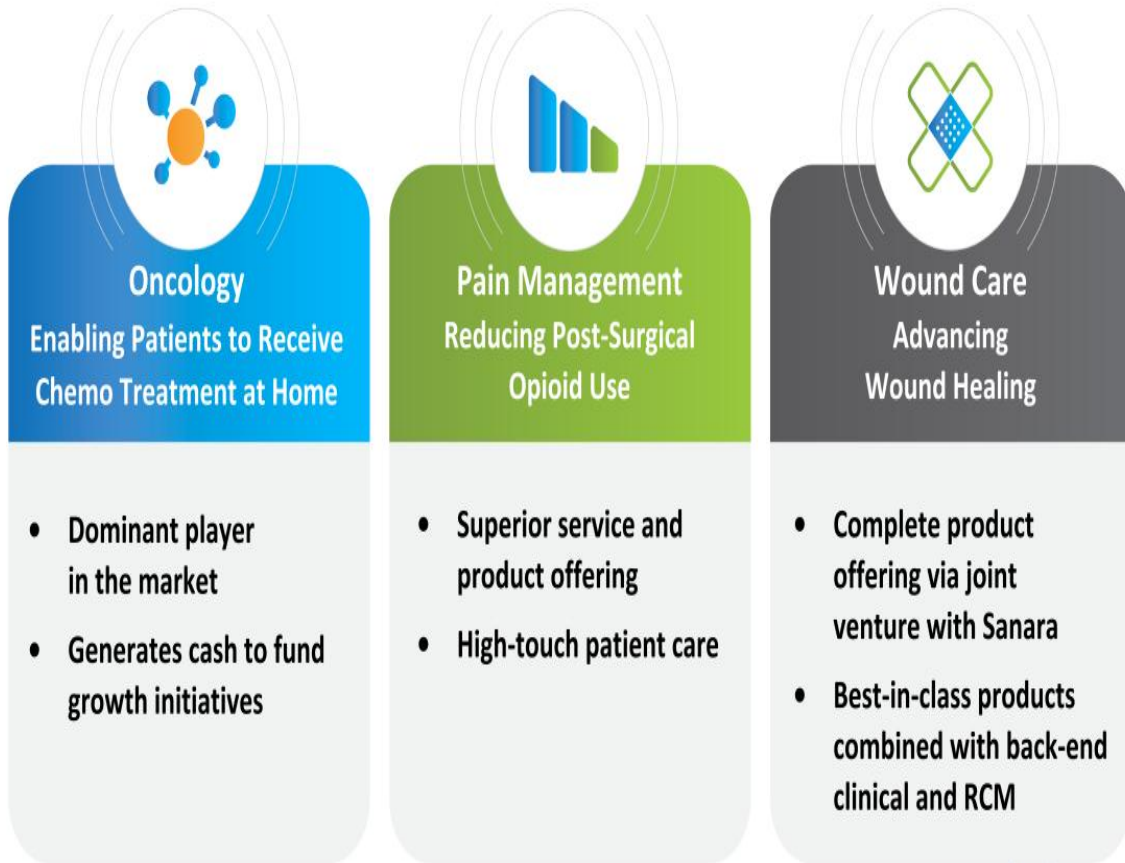 Oncology
Enabling Patients to Receive
Chemo Treatment at Home
• Dominant player
in the market
• Generates cash to fund
growth initiatives
Pain Management
Reducing Post-Surgical
Opioid Use
• Superior service and
product offering
• High-touch patient care
Wound Care
Advancing
Wound Healing
• Complete product
offering via joint
venture with Sanara
• Best-in-class products
combined with back-end
clinical and RCM